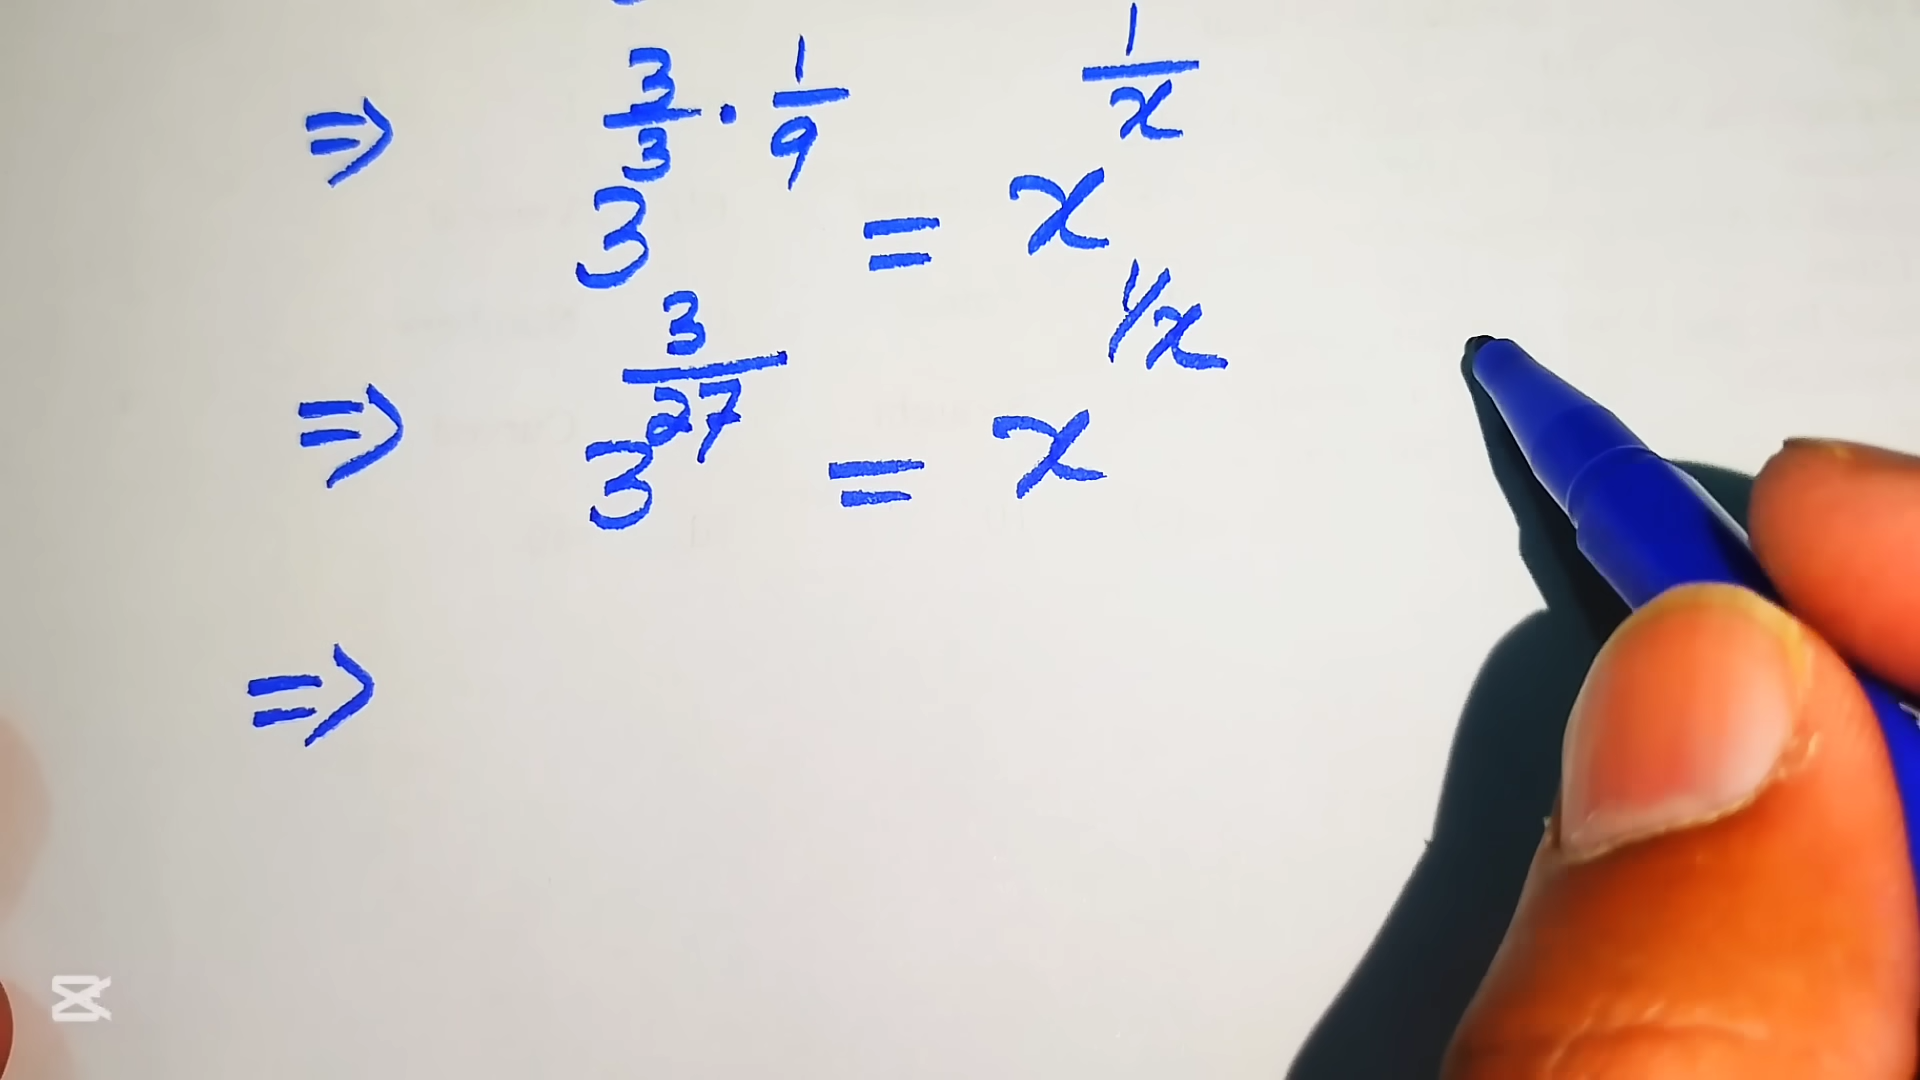 ⇒ 3^(3/3 · 1/9) = x^(1/x)
⇒ 3^(3/27) = x^(1/x)
⇒